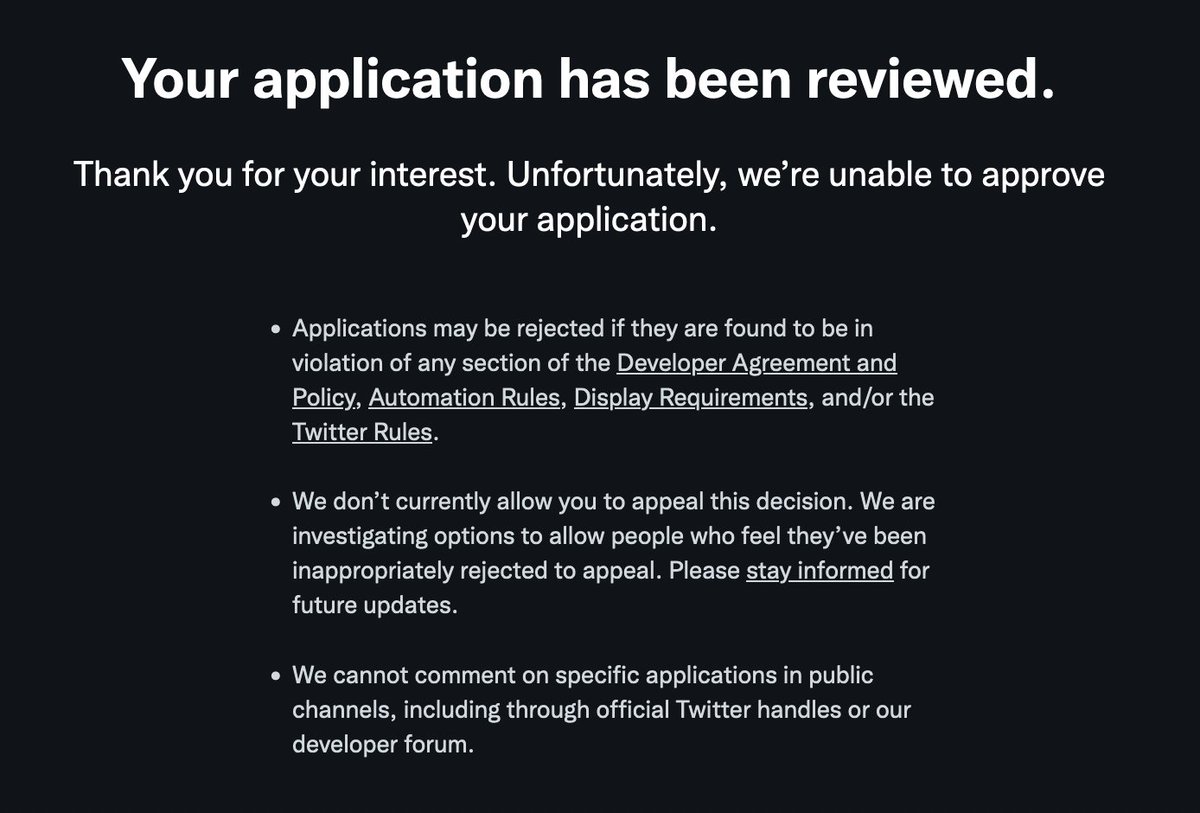 Your application has been reviewed.
Thank you for your interest. Unfortunately, we’re unable to approve
your application.
• Applications may be rejected if they are found to be in
violation of any section of the Developer Agreement and
Policy, Automation Rules, Display Requirements, and/or the
Twitter Rules.
• We don’t currently allow you to appeal this decision. We are
investigating options to allow people who feel they’ve been
inappropriately rejected to appeal. Please stay informed for
future updates.
• We cannot comment on specific applications in public
channels, including through official Twitter handles or our
developer forum.